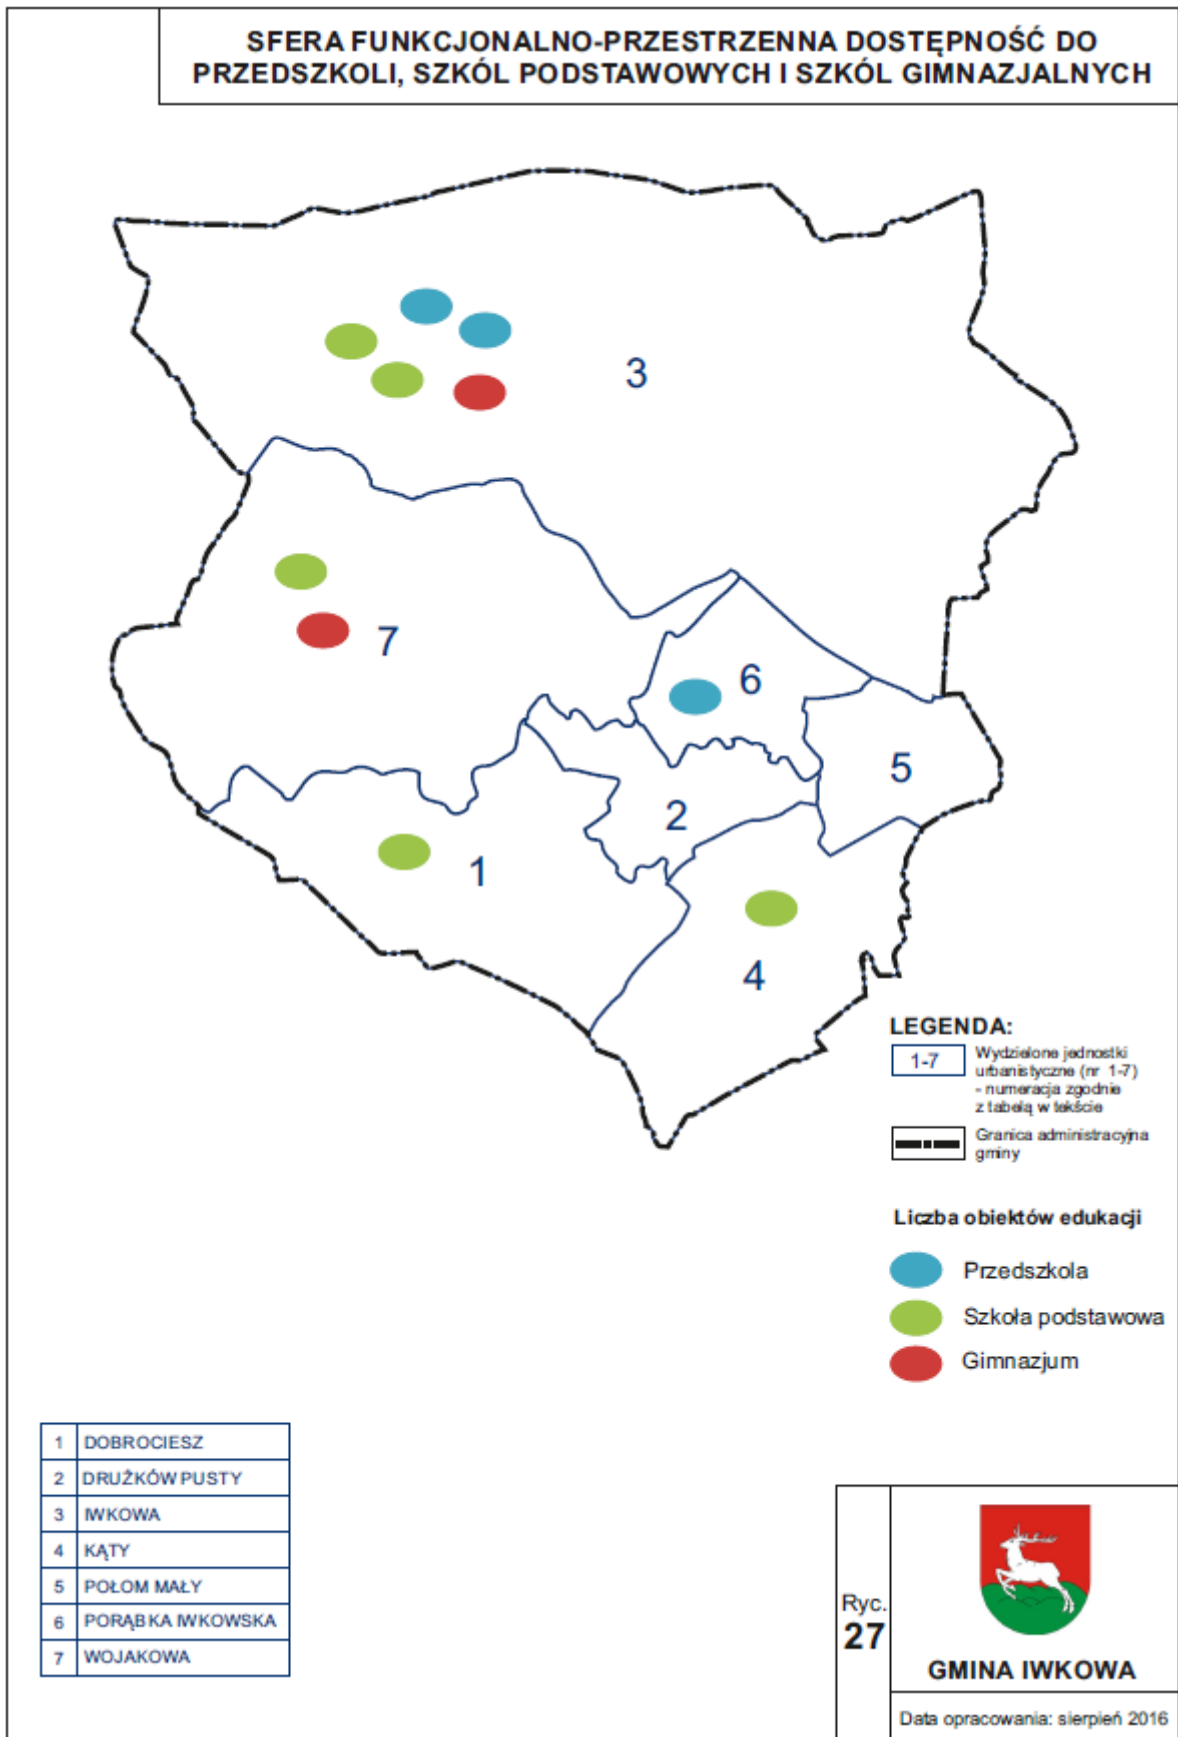 SFERA FUNKCJONALNO-PRZESTRZENNA DOSTĘPNOŚĆ DO
PRZEDSZKOLI, SZKÓL PODSTAWOWYCH I SZKÓL GIMNAZJALNYCH
3
7
6
5
2
1
4
LEGENDA:
1-7
Wydzielone jednostki
urbanistyczne (nr 1-7)
- numeracja zgodnie
z tabelą w tekście
Granica administracyjna
gminy
Liczba obiektów edukacji
Przedszkola
Szkoła podstawowa
Gimnazjum
1 DOBROCIESZ
2 DRUŻKÓW PUSTY
3 IWKOWA
4 KĄTY
5 POŁOM MAŁY
6 PORĄBKA IWKOWSKA
7 WOJAKOWA
Ryc.
27
GMINA IWKOWA
Data opracowania: sierpień 2016